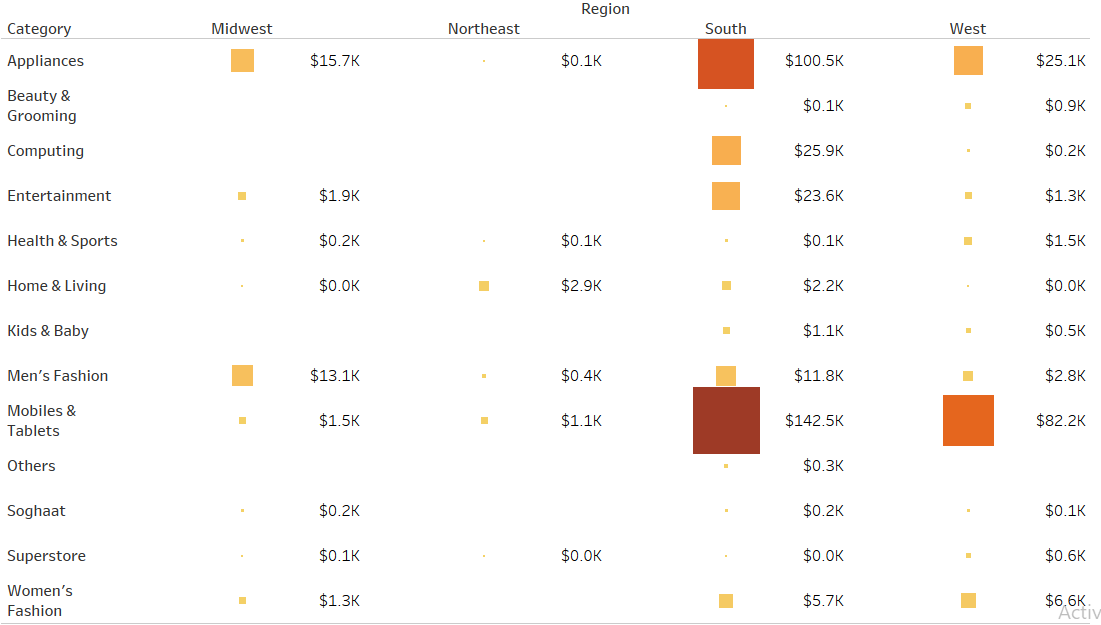 Region
Category Midwest Northeast South West
Appliances $15.7K $0.1K $100.5K $25.1K
Beauty &
Grooming $0.1K $0.9K
Computing $25.9K $0.2K
Entertainment $1.9K $23.6K $1.3K
Health & Sports $0.2K $0.1K $0.1K $1.5K
Home & Living $0.0K $2.9K $2.2K $0.0K
Kids & Baby $1.1K $0.5K
Men's Fashion $13.1K $0.4K $11.8K $2.8K
Mobiles &
Tablets $1.5K $1.1K $142.5K $82.2K
Others $0.3K
Soghaat $0.2K $0.2K $0.1K
Superstore $0.1K $0.0K $0.0K $0.6K
Women's
Fashion $1.3K $5.7K $6.6K
Activ